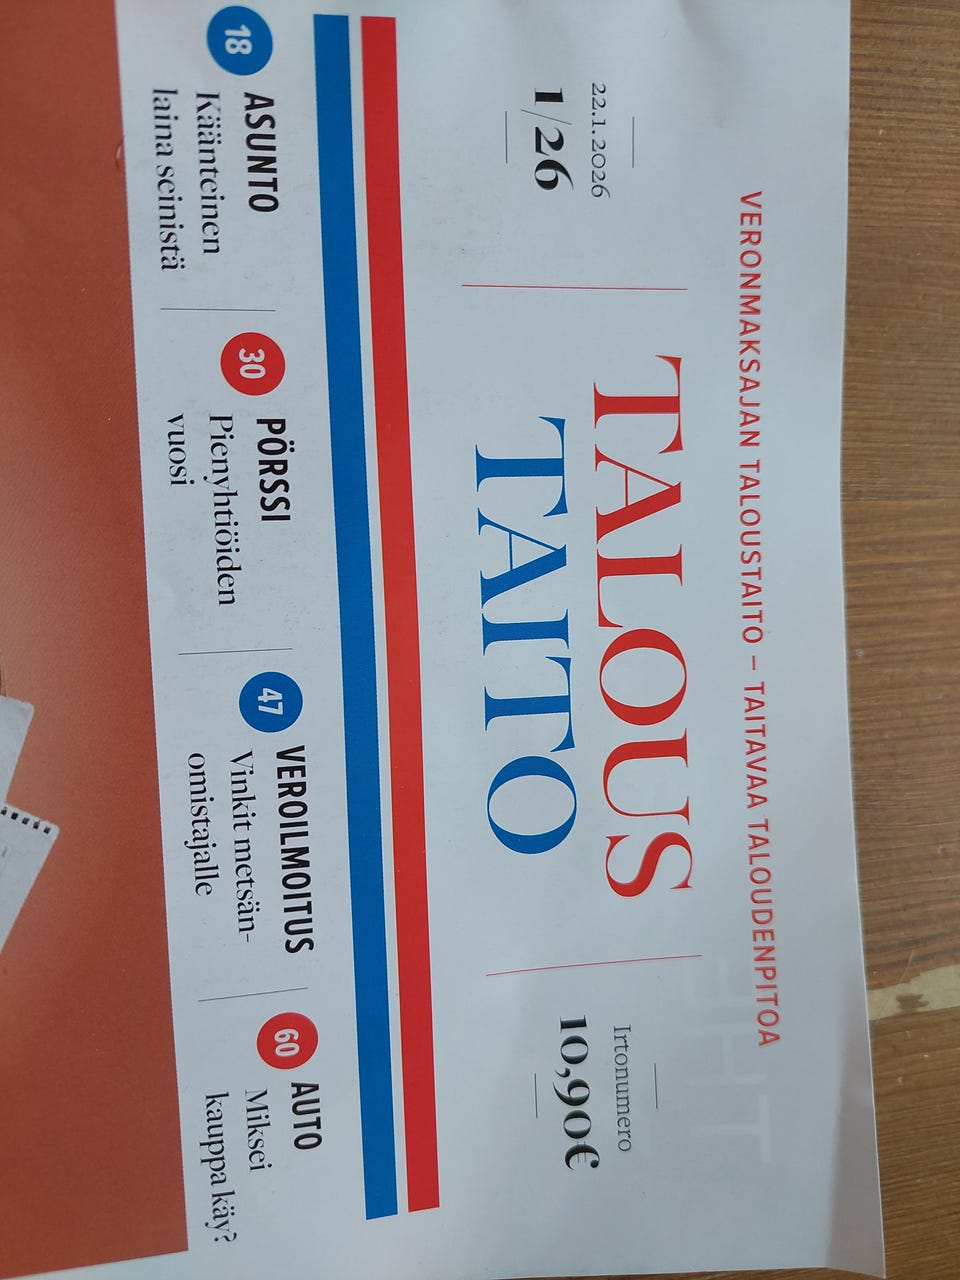 VERONMAKSAJAN TALOUSTAITO – TAITAVAA TALOUDENPITOA
22.1.2026
1/26
TALOUS
TAITO
Irtonumero
10,90€
18
ASUNTO
Käänteinen
laina seinistä
30
PÖRSSI
Pienyhtiöiden
vuosi
47
VEROILMOITUS
Vinkit metsän-
omistajalle
60
AUTO
Miksei
kauppa käy?